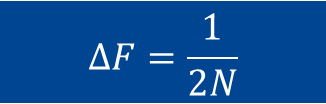 ΔF = 1/2N